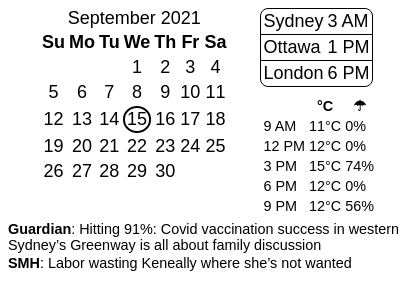 September 2021
Su Mo Tu We Th Fr Sa
1 2 3 4
5 6 7 8 9 10 11
12 13 14 15 16 17 18
19 20 21 22 23 24 25
26 27 28 29 30
Sydney 3 AM
Ottawa 1 PM
London 6 PM
°C ☂
9 AM 11°C 0%
12 PM 12°C 0%
3 PM 15°C 74%
6 PM 12°C 0%
9 PM 12°C 56%
Guardian: Hitting 91%: Covid vaccination success in western
Sydney’s Greenway is all about family discussion
SMH: Labor wasting Keneally where she’s not wanted